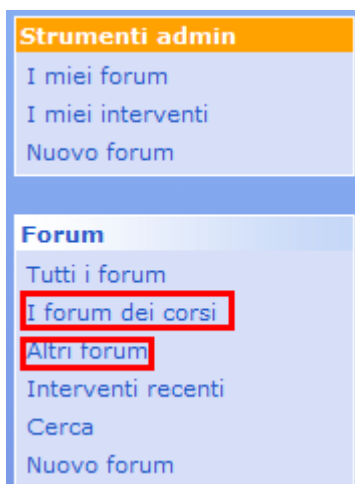 Strumenti admin
I miei forum
I miei interventi
Nuovo forum
Forum
Tutti i forum
I forum dei corsi
Altri forum
Interventi recenti
Cerca
Nuovo forum